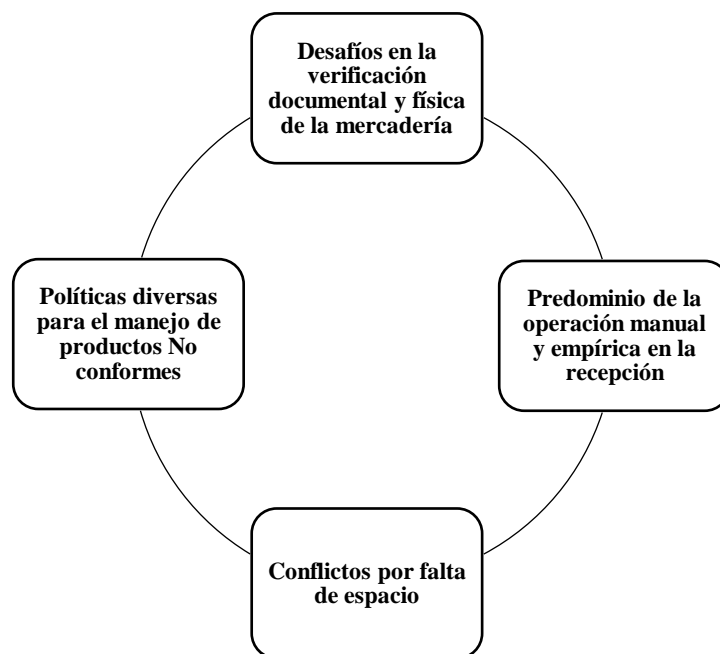 Desafíos en la
verificación
documental y física
de la mercadería
Políticas diversas
para el manejo de
productos No
conformes
Predominio de la
operación manual
y empírica en la
recepción
Conflictos por falta
de espacio